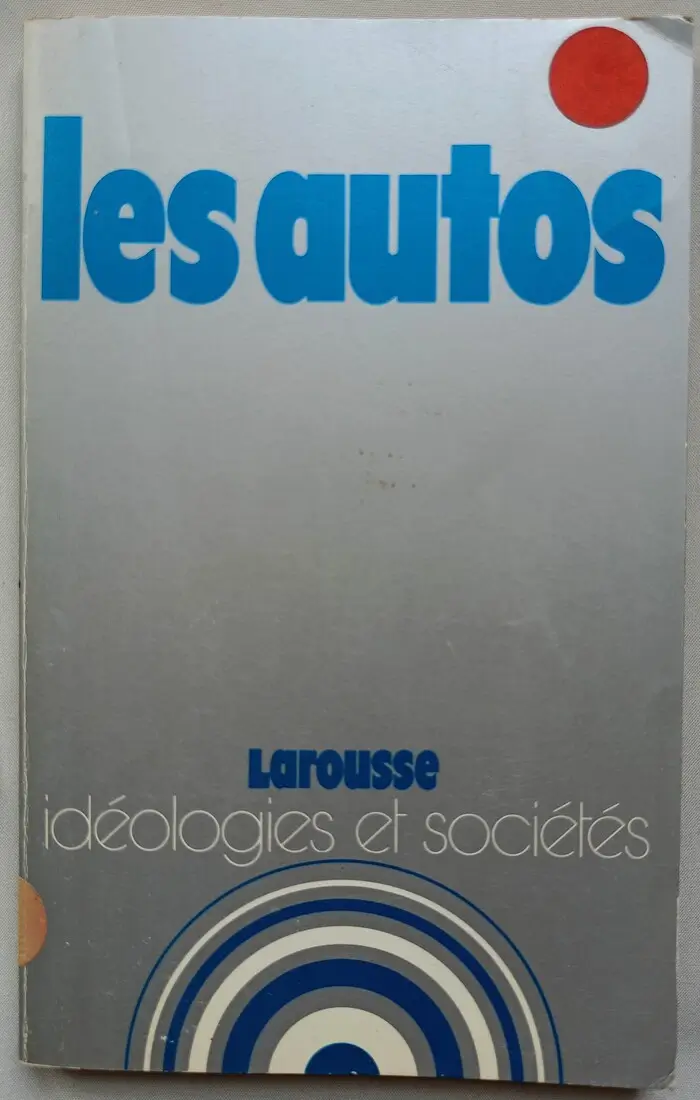 les autos
Larousse
idéologies et sociétés